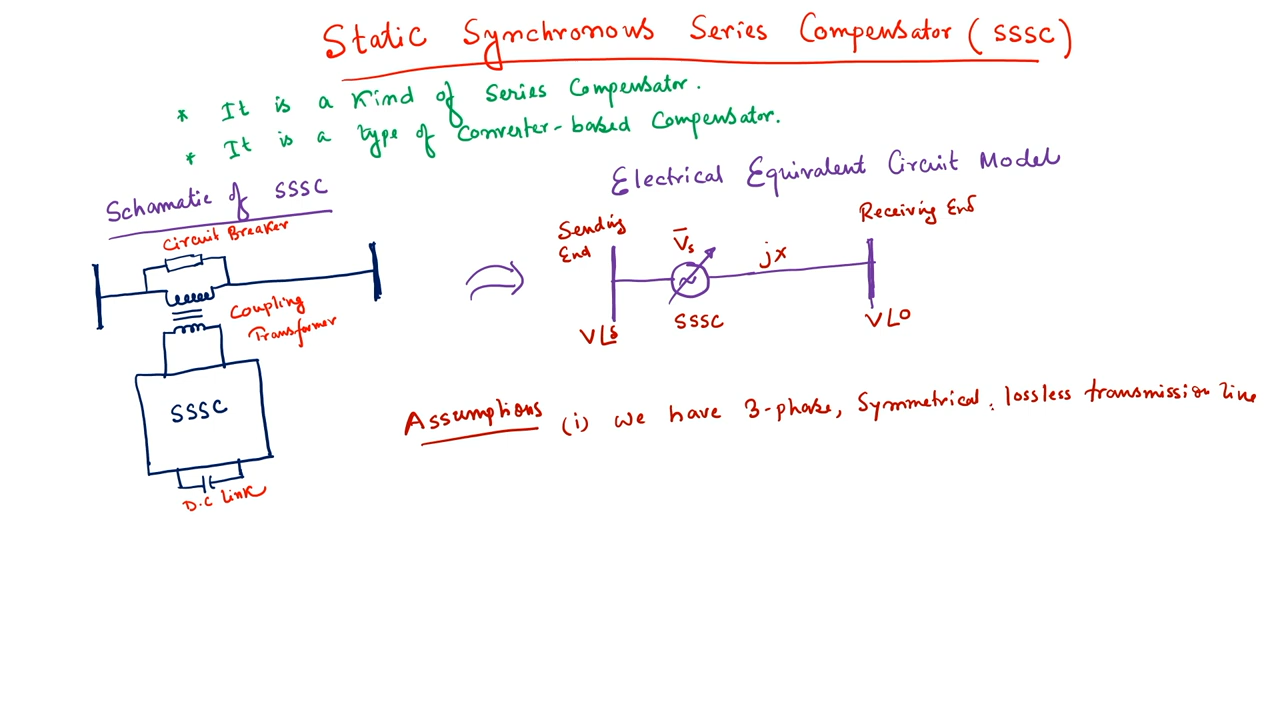 Static Synchronous Series Compensator (SSSC)
* It is a kind of Series Compensator.
* It is a type of Converter-based Compensator.
Schamatic of SSSC
Circuit Breaker
Coupling
Transformer
SSSC
D.C Link
Electrical Equivalent Circuit Model
Sending
End
V̅s
jx
Receiving End
V∠δ
SSSC
V∠0
Assumptions (i) We have 3-phase, Symmetrical, lossless transmission line